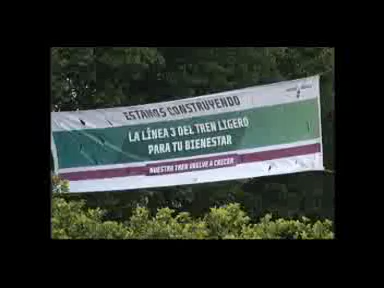 ESTAMOS CONSTRUYENDO
LA LÍNEA 3 DEL TREN LIGERO
PARA TU BIENESTAR
NUESTRO TREN VUELVE A CRECER